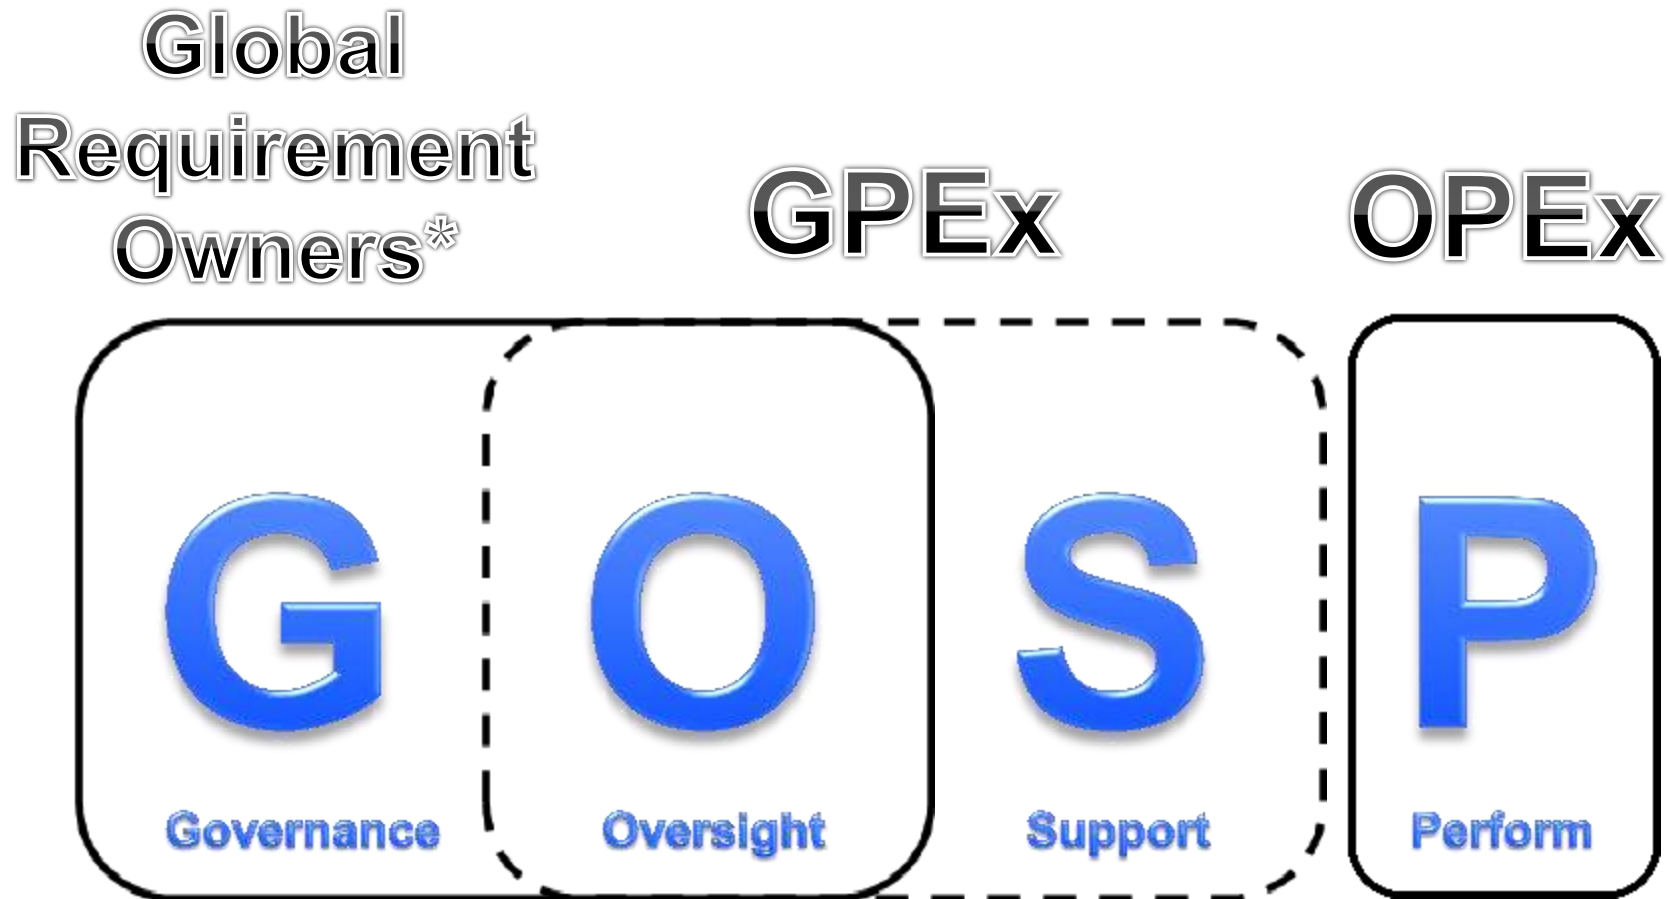 Global
Requirement
Owners*
GPEx
OPEx
G
O
S
P
Governance
Oversight
Support
Perform